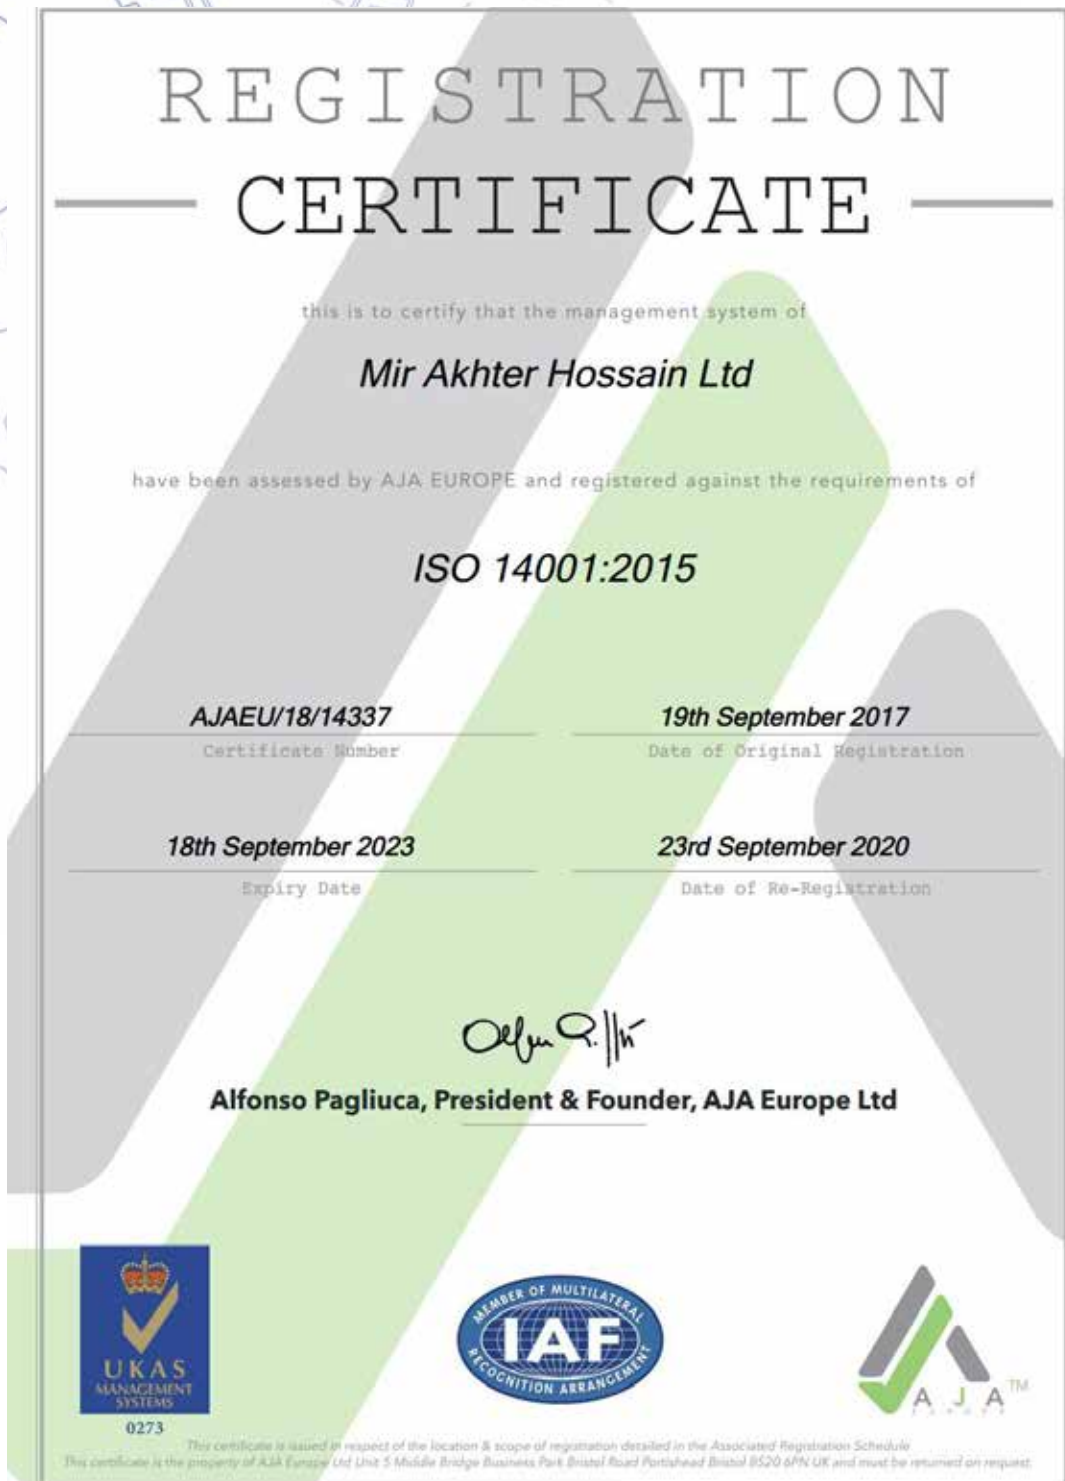 REGISTRATION
CERTIFICATE
this is to certify that the management system of
Mir Akhter Hossain Ltd
have been assessed by AJA EUROPE and registered against the requirements of
ISO 14001:2015
AJAEU/18/14337
Certificate Number
19th September 2017
Date of Original Registration
18th September 2023
Expiry Date
23rd September 2020
Date of Re-Registration
Alfonso Pagliuca, President & Founder, AJA Europe Ltd
UKAS
MANAGEMENT
SYSTEMS
0273
MEMBER OF MULTILATERAL
IAF
RECOGNITION ARRANGEMENT
AJA™
EUROPE
This certificate is issued in respect of the location & scope of registration detailed in the Associated Registration Schedule
This certificate is the property of AJA Europe Ltd Unit 5 Middle Bridge Business Park Bristol Road Portishead Bristol BS20 6PN UK and must be returned on request